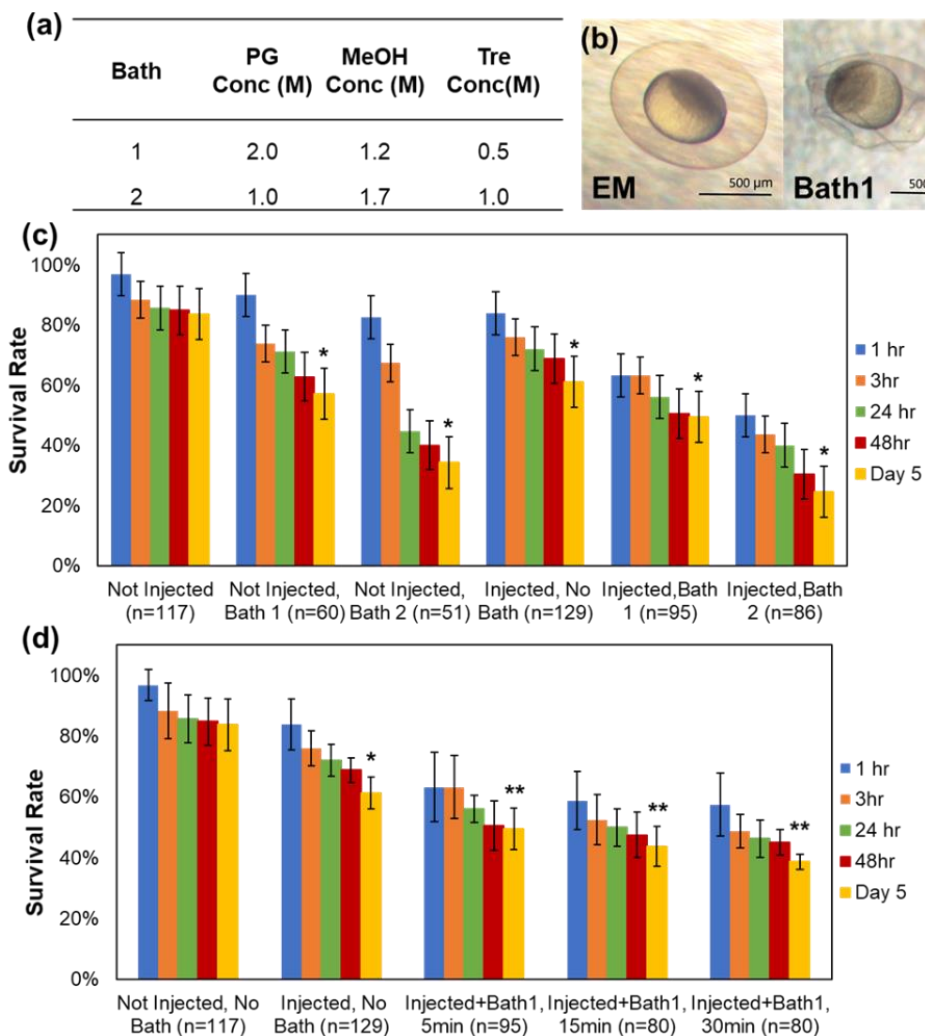 (a)
Bath
PG
Conc (M)
MeOH
Conc (M)
Tre
Conc(M)
1 2.0 1.2 0.5
2 1.0 1.7 1.0
(b)
EM
500 µm
Bath1
500
(c)
Survival Rate
100%
80%
60%
40%
20%
0%
*
*
*
*
*
1 hr
3hr
24 hr
48hr
Day 5
Not Injected
(n=117)
Not Injected,
Bath 1 (n=60)
Not Injected,
Bath 2 (n=51)
Injected, No
Bath (n=129)
Injected,Bath
1 (n=95)
Injected,Bath
2 (n=86)
(d)
Survival Rate
100%
80%
60%
40%
20%
0%
*
**
**
**
1 hr
3hr
24 hr
48hr
Day 5
Not Injected, No
Bath (n=117)
Injected, No
Bath (n=129)
Injected+Bath1,
5min (n=95)
Injected+Bath1,
15min (n=80)
Injected+Bath1,
30min (n=80)